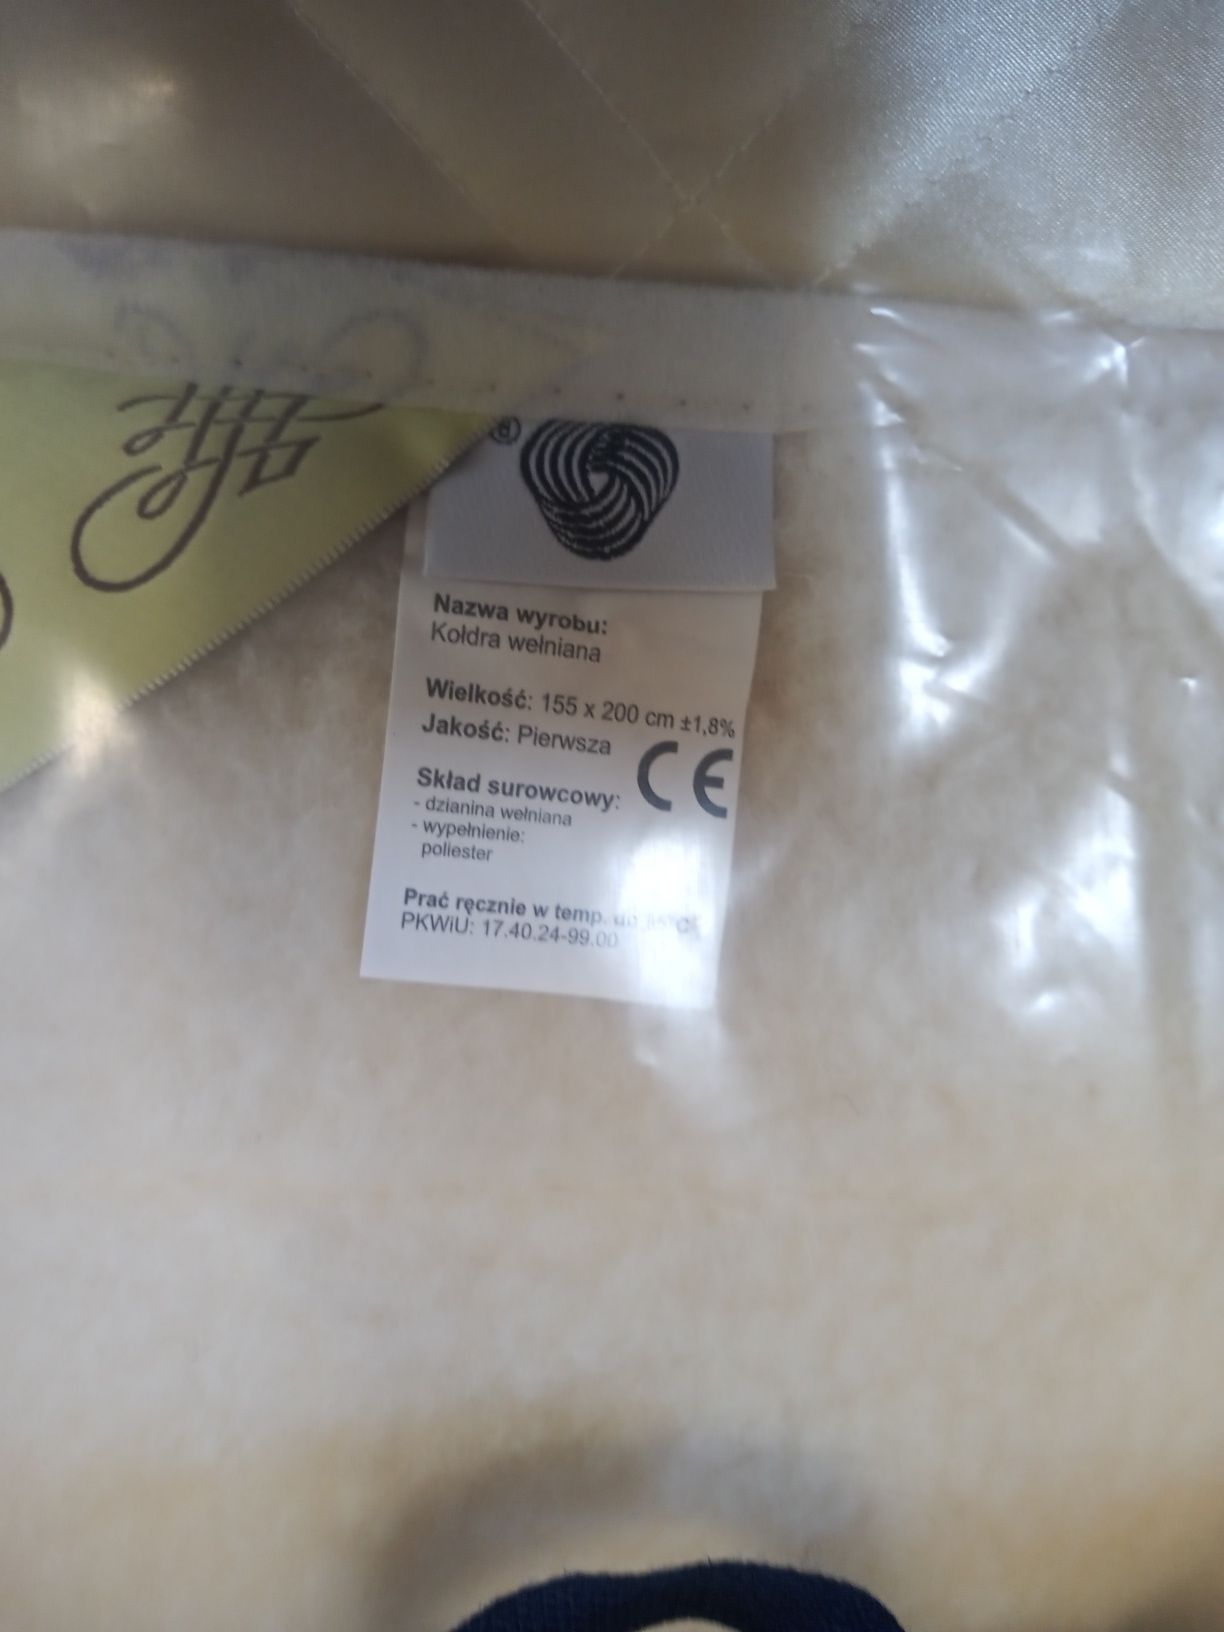 ®
Nazwa wyrobu:
Kołdra wełniana
Wielkość: 155 x 200 cm ±1,8%
Jakość: Pierwsza
CE
Skład surowcowy:
- dzianina wełniana
- wypełnienie:
poliester
Prać ręcznie w temp. do
PKWiU: 17.40.24-99.00